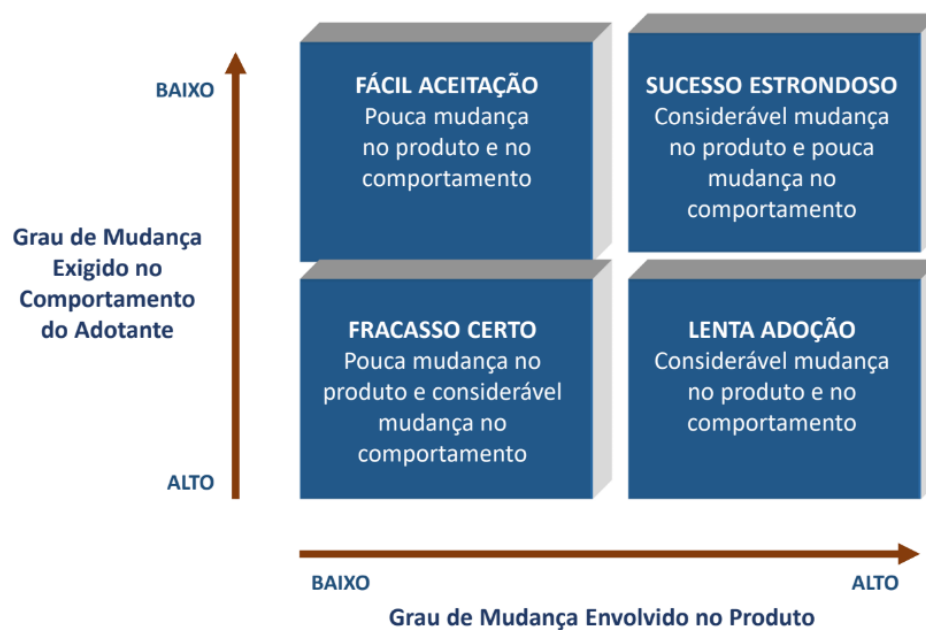 BAIXO
Grau de Mudança
Exigido no
Comportamento
do Adotante
ALTO
FÁCIL ACEITAÇÃO
Pouca mudança
no produto e no
comportamento
SUCESSO ESTRONDOSO
Considerável mudança
no produto e pouca
mudança no
comportamento
FRACASSO CERTO
Pouca mudança no
produto e considerável
mudança no
comportamento
LENTA ADOÇÃO
Considerável mudança
no produto e no
comportamento
BAIXO
ALTO
Grau de Mudança Envolvido no Produto